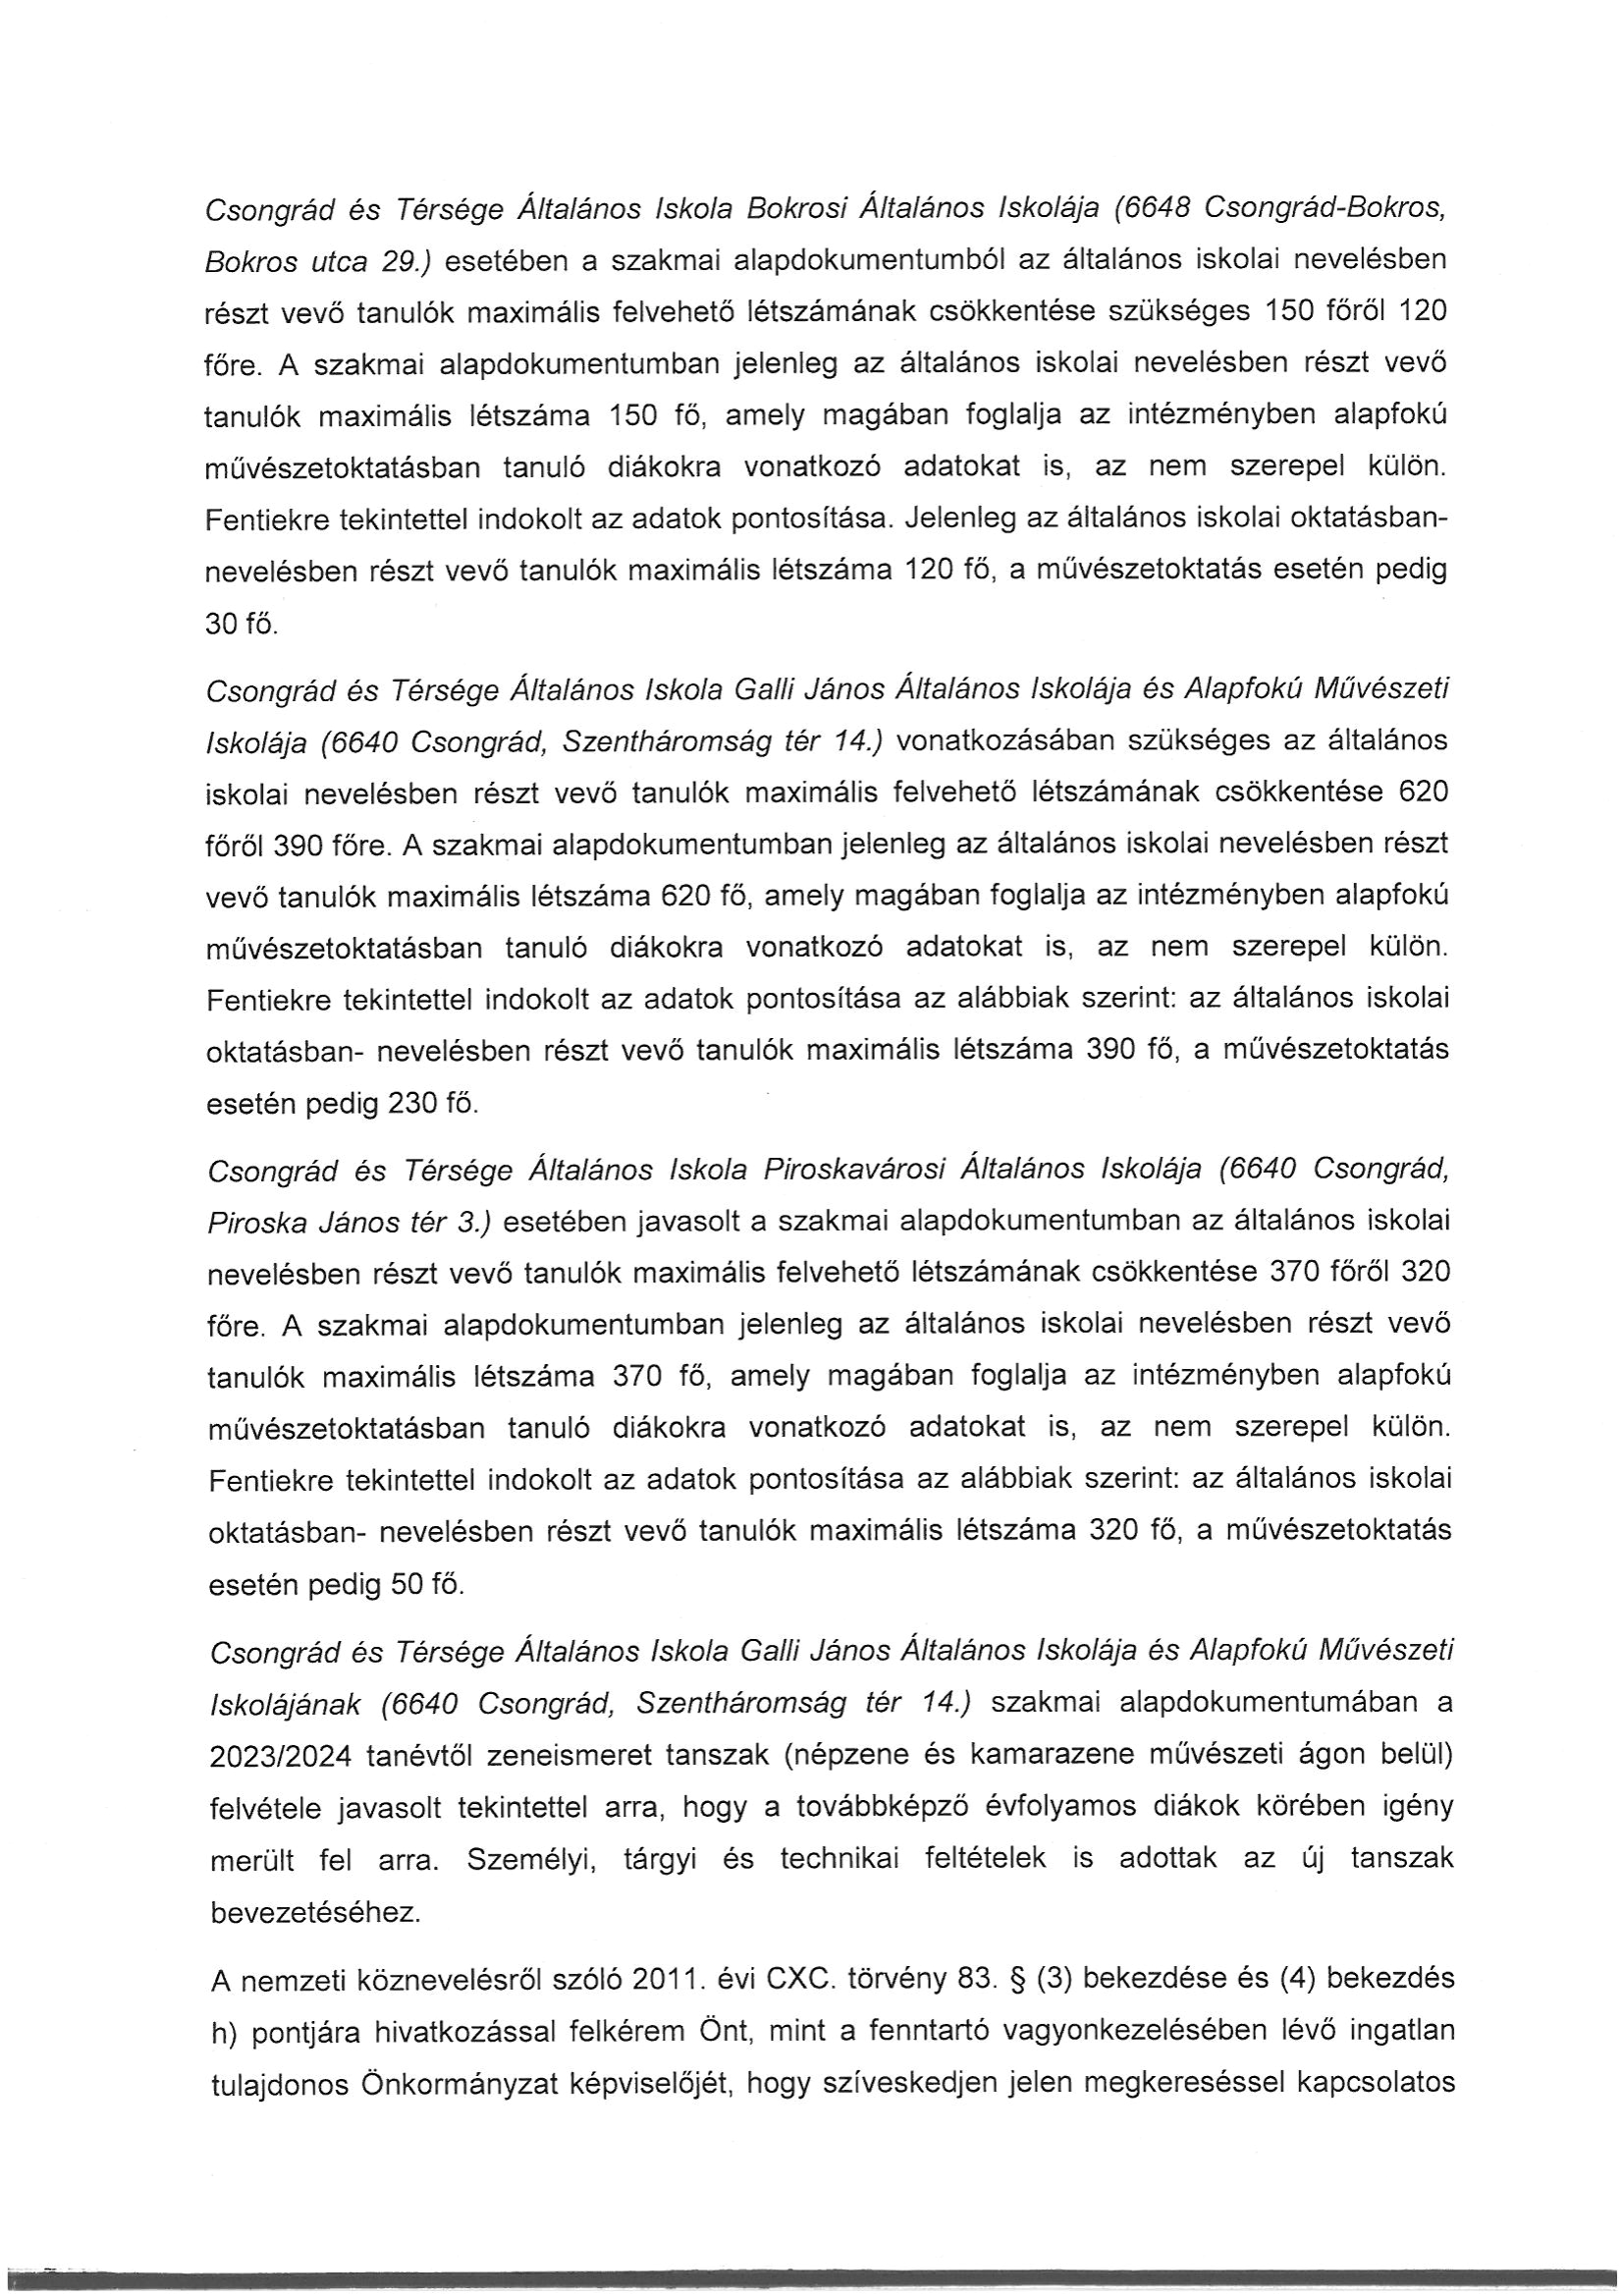 Csongrád és Térsége Általános Iskola Bokrosi Általános Iskolája (6648 Csongrád-Bokros,
Bokros utca 29.) esetében a szakmai alapdokumentumból az általános iskolai nevelésben
részt vevő tanulók maximális felvehető létszámának csökkentése szükséges 150 főről 120
főre. A szakmai alapdokumentumban jelenleg az általános iskolai nevelésben részt vevő
tanulók maximális létszáma 150 fő, amely magában foglalja az intézményben alapfokú
művészetoktatásban tanuló diákokra vonatkozó adatokat is, az nem szerepel külön.
Fentiekre tekintettel indokolt az adatok pontosítása. Jelenleg az általános iskolai oktatásban-
nevelésben részt vevő tanulók maximális létszáma 120 fő, a művészetoktatás esetén pedig
30 fő.
Csongrád és Térsége Általános Iskola Galli János Általános Iskolája és Alapfokú Művészeti
Iskolája (6640 Csongrád, Szentháromság tér 14.) vonatkozásában szükséges az általános
iskolai nevelésben részt vevő tanulók maximális felvehető létszámának csökkentése 620
főről 390 főre. A szakmai alapdokumentumban jelenleg az általános iskolai nevelésben részt
vevő tanulók maximális létszáma 620 fő, amely magában foglalja az intézményben alapfokú
művészetoktatásban tanuló diákokra vonatkozó adatokat is, az nem szerepel külön.
Fentiekre tekintettel indokolt az adatok pontosítása az alábbiak szerint: az általános iskolai
oktatásban- nevelésben részt vevő tanulók maximális létszáma 390 fő, a művészetoktatás
esetén pedig 230 fő.
Csongrád és Térsége Általános Iskola Piroskavárosi Általános Iskolája (6640 Csongrád,
Piroska János tér 3.) esetében javasolt a szakmai alapdokumentumban az általános iskolai
nevelésben részt vevő tanulók maximális felvehető létszámának csökkentése 370 főről 320
főre. A szakmai alapdokumentumban jelenleg az általános iskolai nevelésben részt vevő
tanulók maximális létszáma 370 fő, amely magában foglalja az intézményben alapfokú
művészetoktatásban tanuló diákokra vonatkozó adatokat is, az nem szerepel külön.
Fentiekre tekintettel indokolt az adatok pontosítása az alábbiak szerint: az általános iskolai
oktatásban- nevelésben részt vevő tanulók maximális létszáma 320 fő, a művészetoktatás
esetén pedig 50 fő.
Csongrád és Térsége Általános Iskola Galli János Általános Iskolája és Alapfokú Művészeti
Iskolájának (6640 Csongrád, Szentháromság tér 14.) szakmai alapdokumentumában a
2023/2024 tanévtől zeneismeret tanszak (népzene és kamarazene művészeti ágon belül)
felvétele javasolt tekintettel arra, hogy a továbbképző évfolyamos diákok körében igény
merült fel arra. Személyi, tárgyi és technikai feltételek is adottak az új tanszak
bevezetéséhez.
A nemzeti köznevelésről szóló 2011. évi CXC. törvény 83. § (3) bekezdése és (4) bekezdés
h) pontjára hivatkozással felkérem Önt, mint a fenntartó vagyonkezelésében lévő ingatlan
tulajdonos Önkormányzat képviselőjét, hogy szíveskedjen jelen megkereséssel kapcsolatos